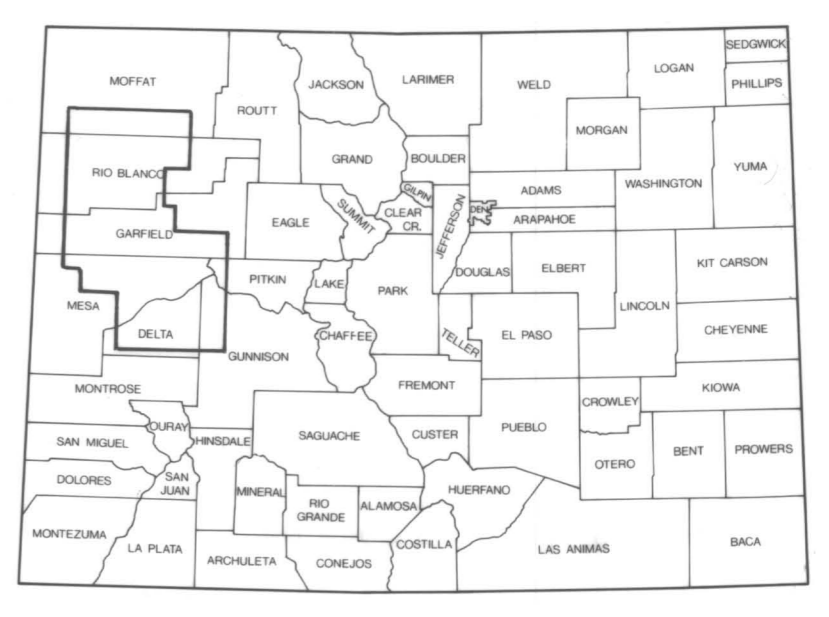 SEDGWICK
LOGAN
MOFFAT
JACKSON
LARIMER
WELD
PHILLIPS
ROUTT
MORGAN
GRAND
BOULDER
YUMA
RIO BLANCO
GILPIN
ADAMS
WASHINGTON
SUMMIT
CLEAR
CR.
DEN
ARAPAHOE
EAGLE
JEFFERSON
GARFIELD
KIT CARSON
PITKIN
LAKE
DOUGLAS
ELBERT
PARK
MESA
LINCOLN
DELTA
CHAFFEE
TELLER
EL PASO
CHEYENNE
GUNNISON
MONTROSE
FREMONT
KIOWA
CROWLEY
OURAY
HINSDALE
SAGUACHE
CUSTER
PUEBLO
SAN MIGUEL
BENT
PROWERS
OTERO
DOLORES
SAN
JUAN
MINERAL
HUERFANO
RIO
GRANDE
ALAMOSA
MONTEZUMA
LA PLATA
COSTILLA
LAS ANIMAS
BACA
ARCHULETA
CONEJOS